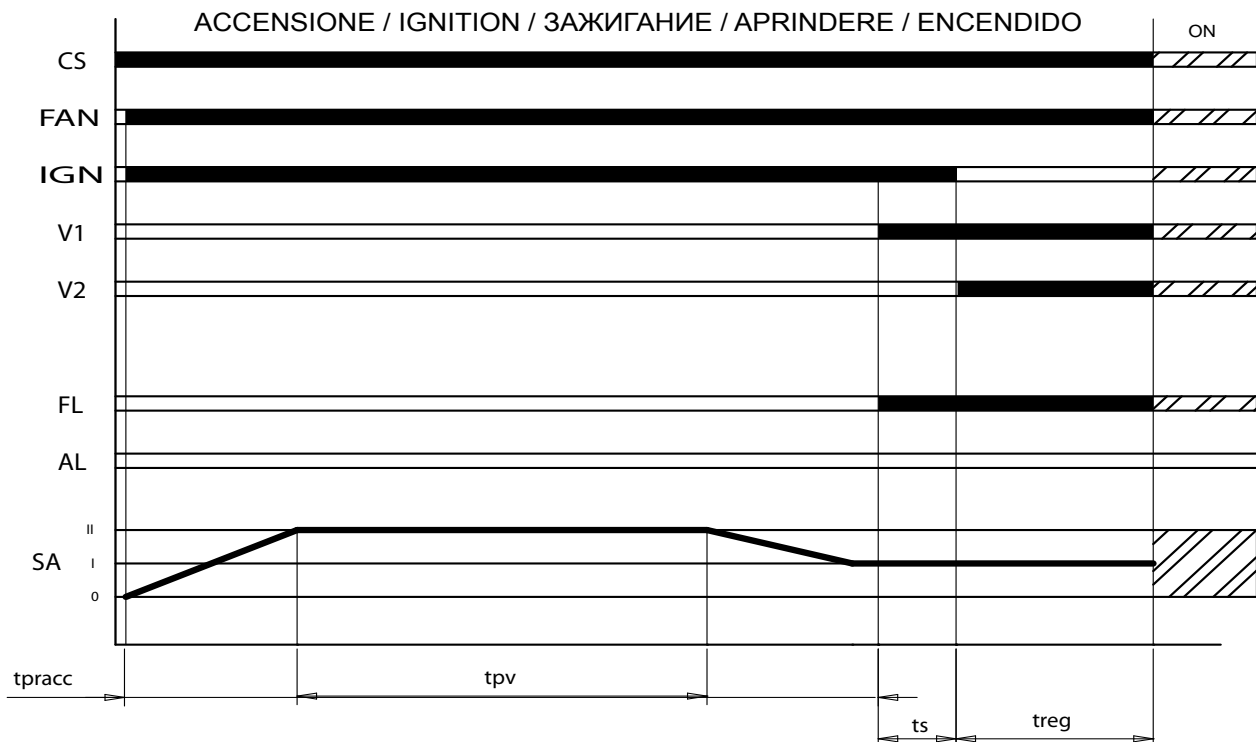 ACCENSIONE / IGNITION / ЗАЖИГАНИЕ / APRINDERE / ENCENDIDO
ON
CS
FAN
IGN
V1
V2
FL
AL
II
SA I
0
tpracc
tpv
ts
treg